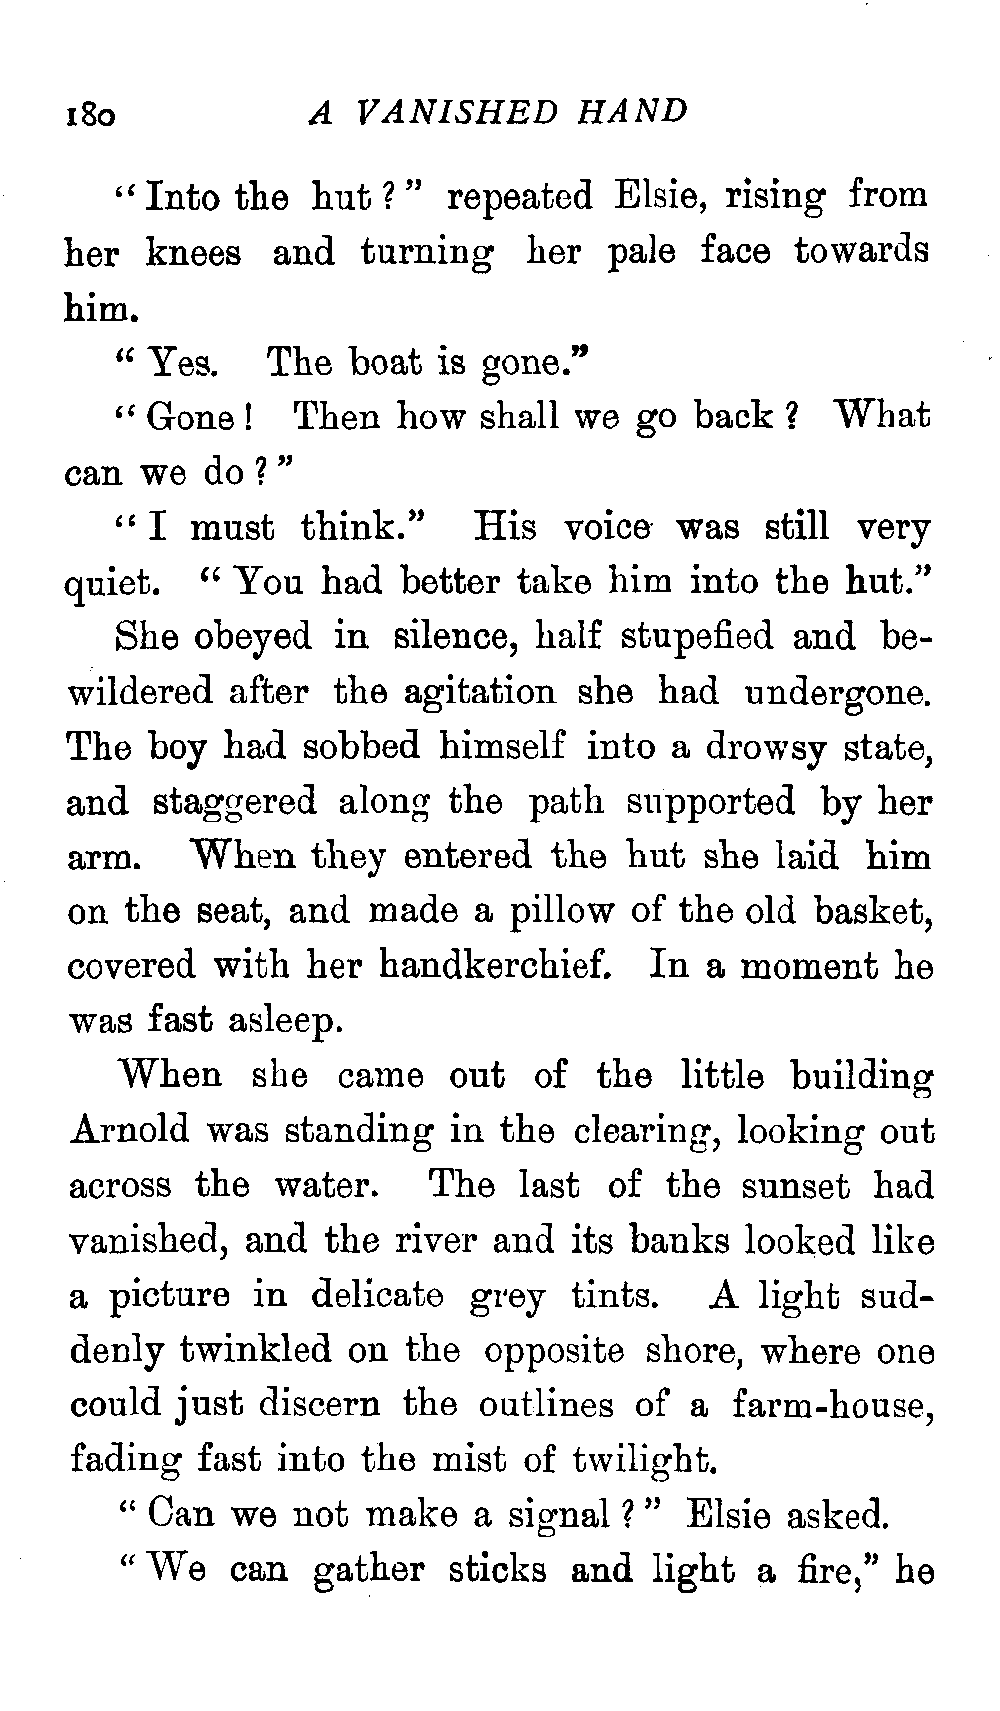 180 A VANISHED HAND
"Into the hut?" repeated Elsie, rising from
her knees and turning her pale face towards
him.
"Yes. The boat is gone."
"Gone! Then how shall we go back? What
can we do?"
"I must think." His voice was still very
quiet. "You had better take him into the hut."
She obeyed in silence, half stupefied and be-
wildered after the agitation she had undergone.
The boy had sobbed himself into a drowsy state,
and staggered along the path supported by her
arm. When they entered the hut she laid him
on the seat, and made a pillow of the old basket,
covered with her handkerchief. In a moment he
was fast asleep.
When she came out of the little building
Arnold was standing in the clearing, looking out
across the water. The last of the sunset had
vanished, and the river and its banks looked like
a picture in delicate grey tints. A light sud-
denly twinkled on the opposite shore, where one
could just discern the outlines of a farm-house,
fading fast into the mist of twilight.
"Can we not make a signal?" Elsie asked.
"We can gather sticks and light a fire," he